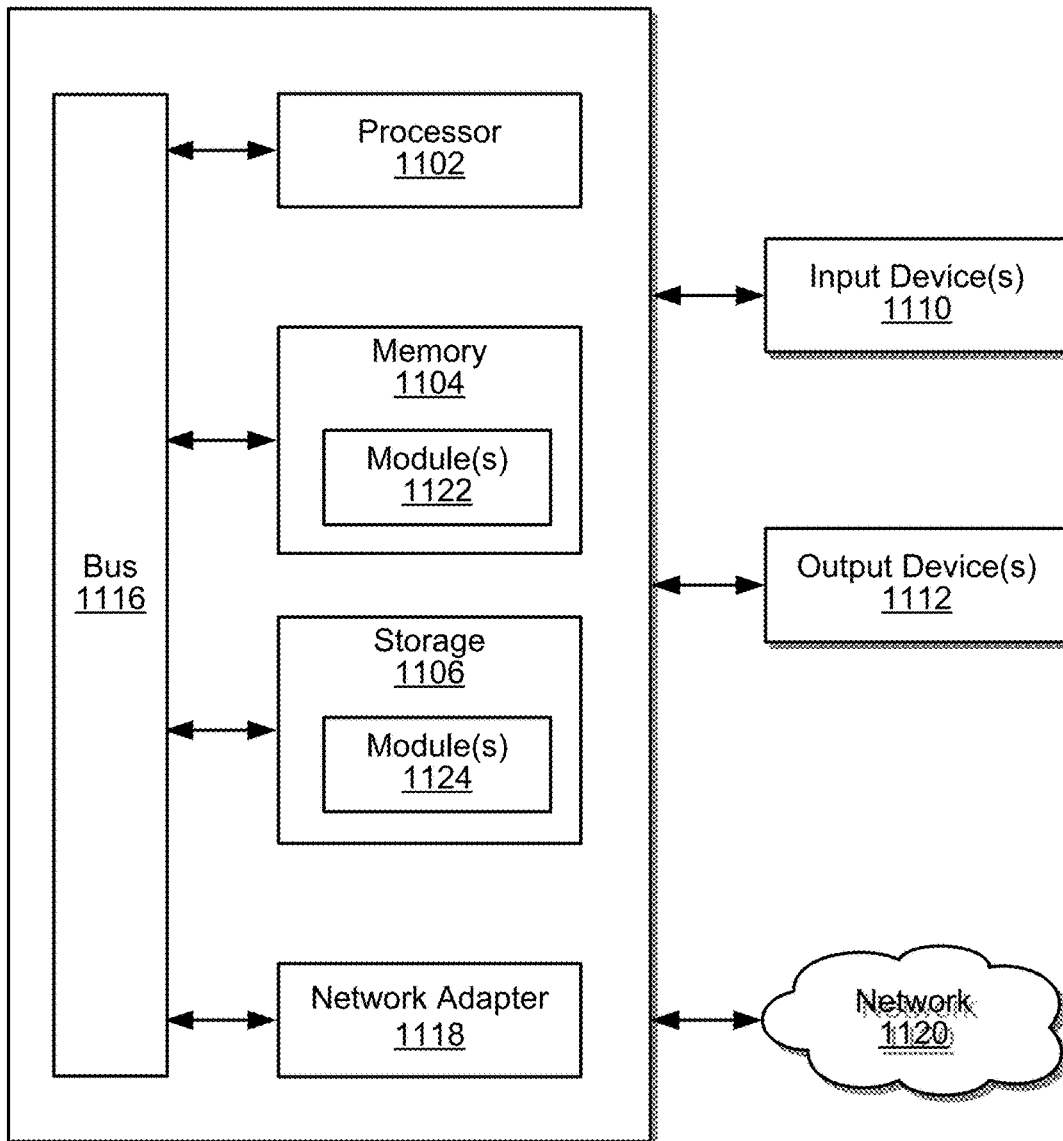 Processor
1102
Memory
1104
Module(s)
1122
Bus
1116
Storage
1106
Module(s)
1124
Network Adapter
1118
Input Device(s)
1110
Output Device(s)
1112
Network
1120